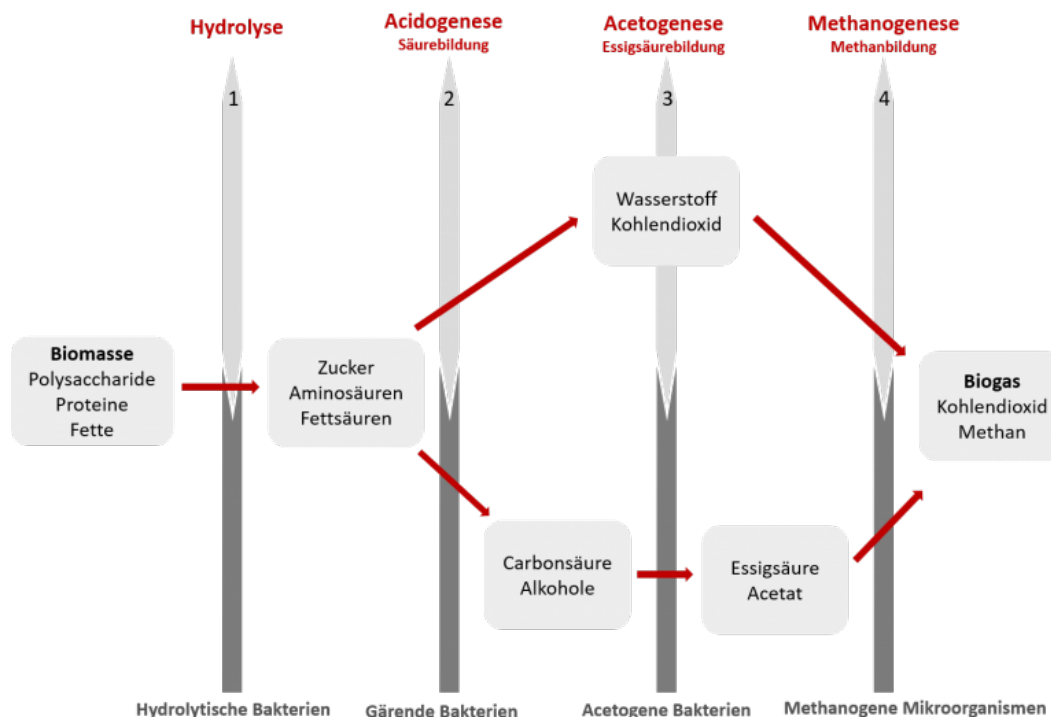 Hydrolyse
Acidogenese
Säurebildung
Acetogenese
Essigsäurebildung
Methanogenese
Methanbildung
1
2
3
4
Wasserstoff
Kohlendioxid
Biomasse
Polysaccharide
Proteine
Fette
Zucker
Aminosäuren
Fettsäuren
Biogas
Kohlendioxid
Methan
Carbonsäure
Alkohole
Essigsäure
Acetat
Hydrolytische Bakterien
Gärende Bakterien
Acetogene Bakterien
Methanogene Mikroorganismen